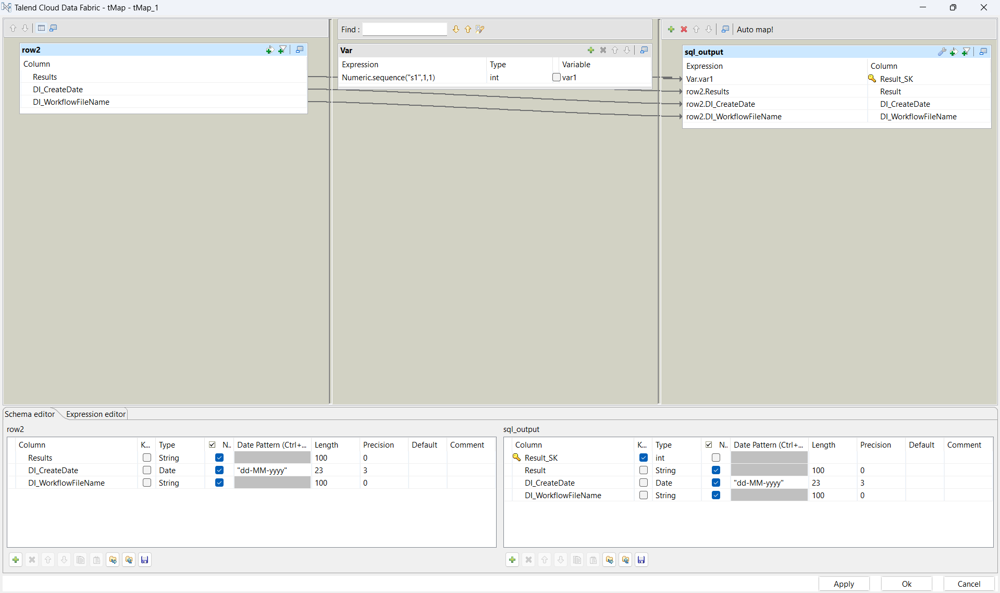 Talend Cloud Data Fabric - tMap - tMap_1
Find :
Auto map!
row2
Column
Results
DI_CreateDate
DI_WorkflowFileName
Var
Expression Type Variable
Numeric.sequence("s1",1,1) int var1
sql_output
Expression Column
Var.var1 Result_SK
row2.Results Result
row2.DI_CreateDate DI_CreateDate
row2.DI_WorkflowFileName DI_WorkflowFileName
Schema editor Expression editor
row2
Column K... Type N.. Date Pattern (Ctrl+... Length Precision Default Comment
Results String 100 0
DI_CreateDate Date "dd-MM-yyyy" 23 3
DI_WorkflowFileName String 100 0
sql_output
Column K... Type N.. Date Pattern (Ctrl+... Length Precision Default Comment
Result_SK int
Result String 100 0
DI_CreateDate Date "dd-MM-yyyy" 23 3
DI_WorkflowFileName String 100 0
Apply Ok Cancel